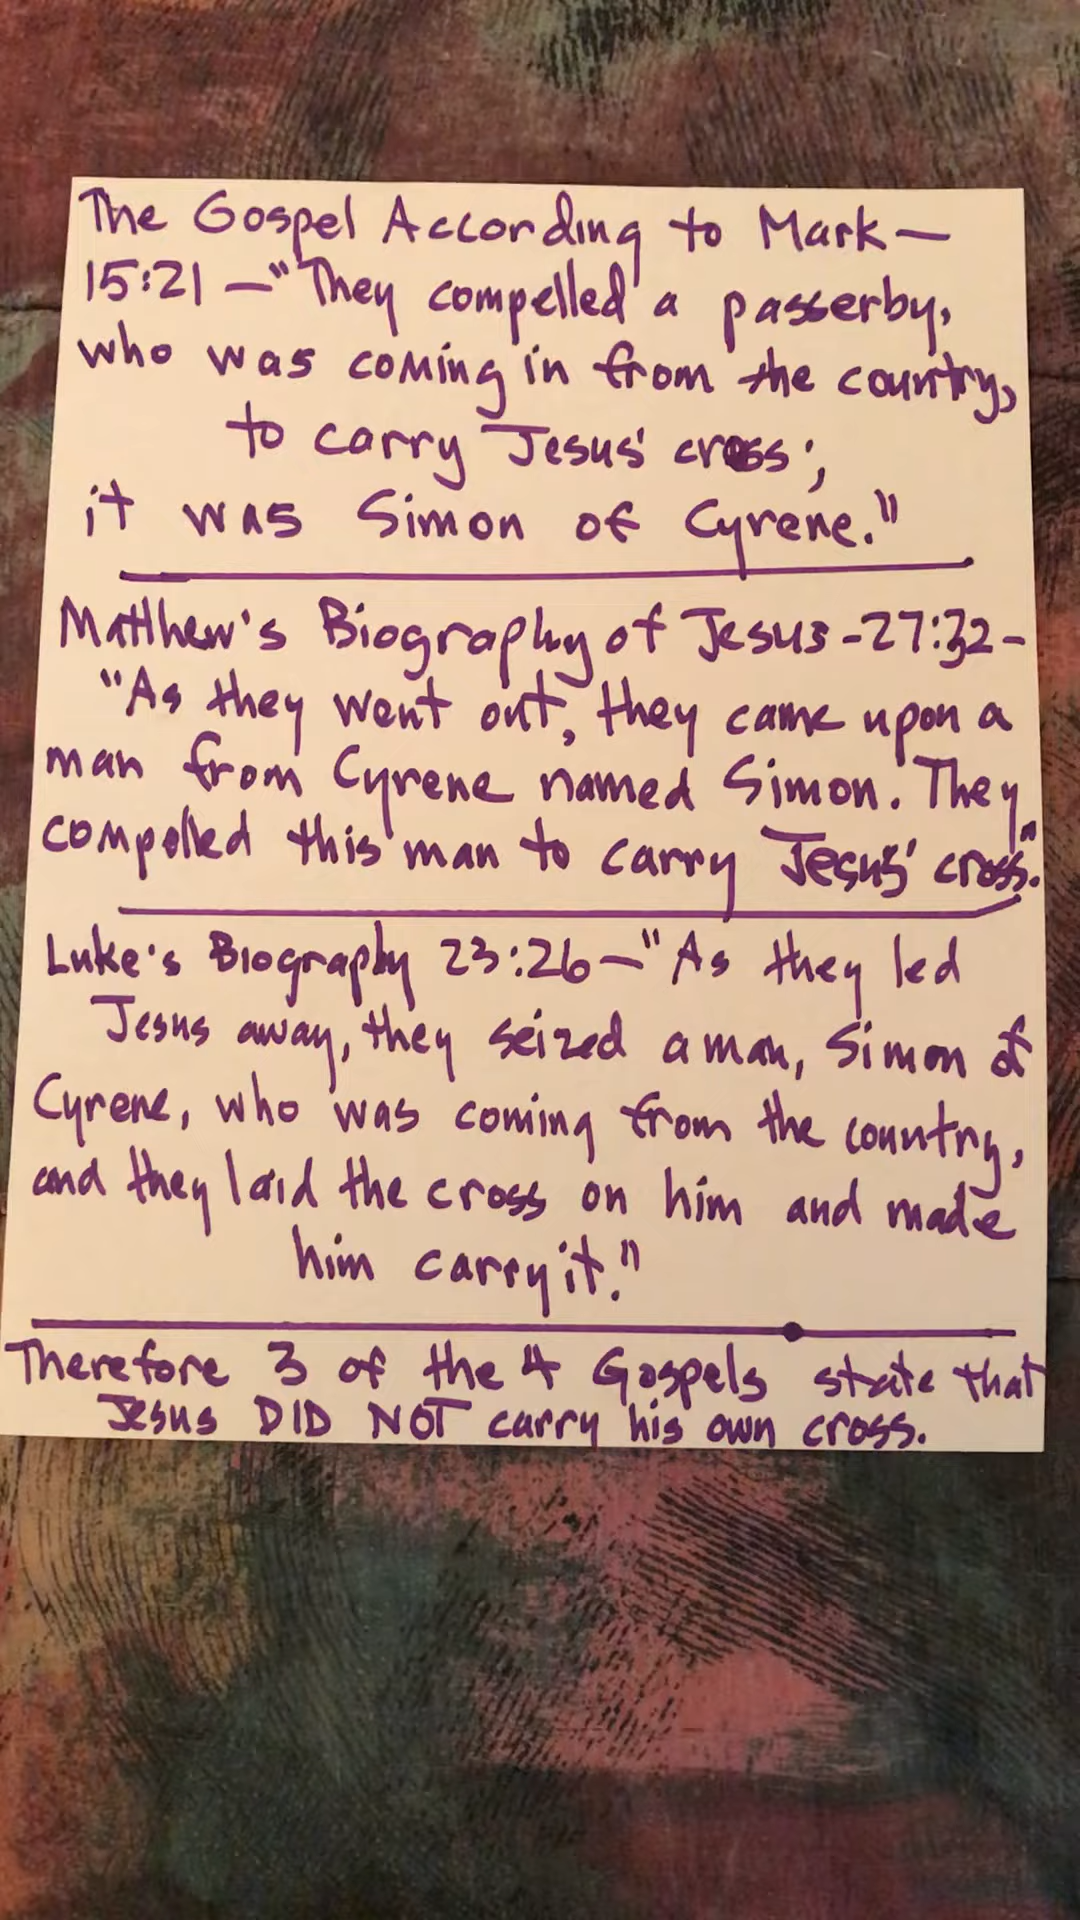 The Gospel According to Mark—
15:21 —"They compelled a passerby,
who was coming in from the country,
to carry Jesus' cross;
it was Simon of Cyrene."
Matthew's Biography of Jesus -27:32-
"As they went out, they came upon a
man from Cyrene named Simon. They
compelled this man to carry Jesus' cross."
Luke's Biography 23:26—"As they led
Jesus away, they seized a man, Simon of
Cyrene, who was coming from the country,
and they laid the cross on him and made
him carry it."
Therefore 3 of the 4 Gospels state that
Jesus DID NOT carry his own cross.